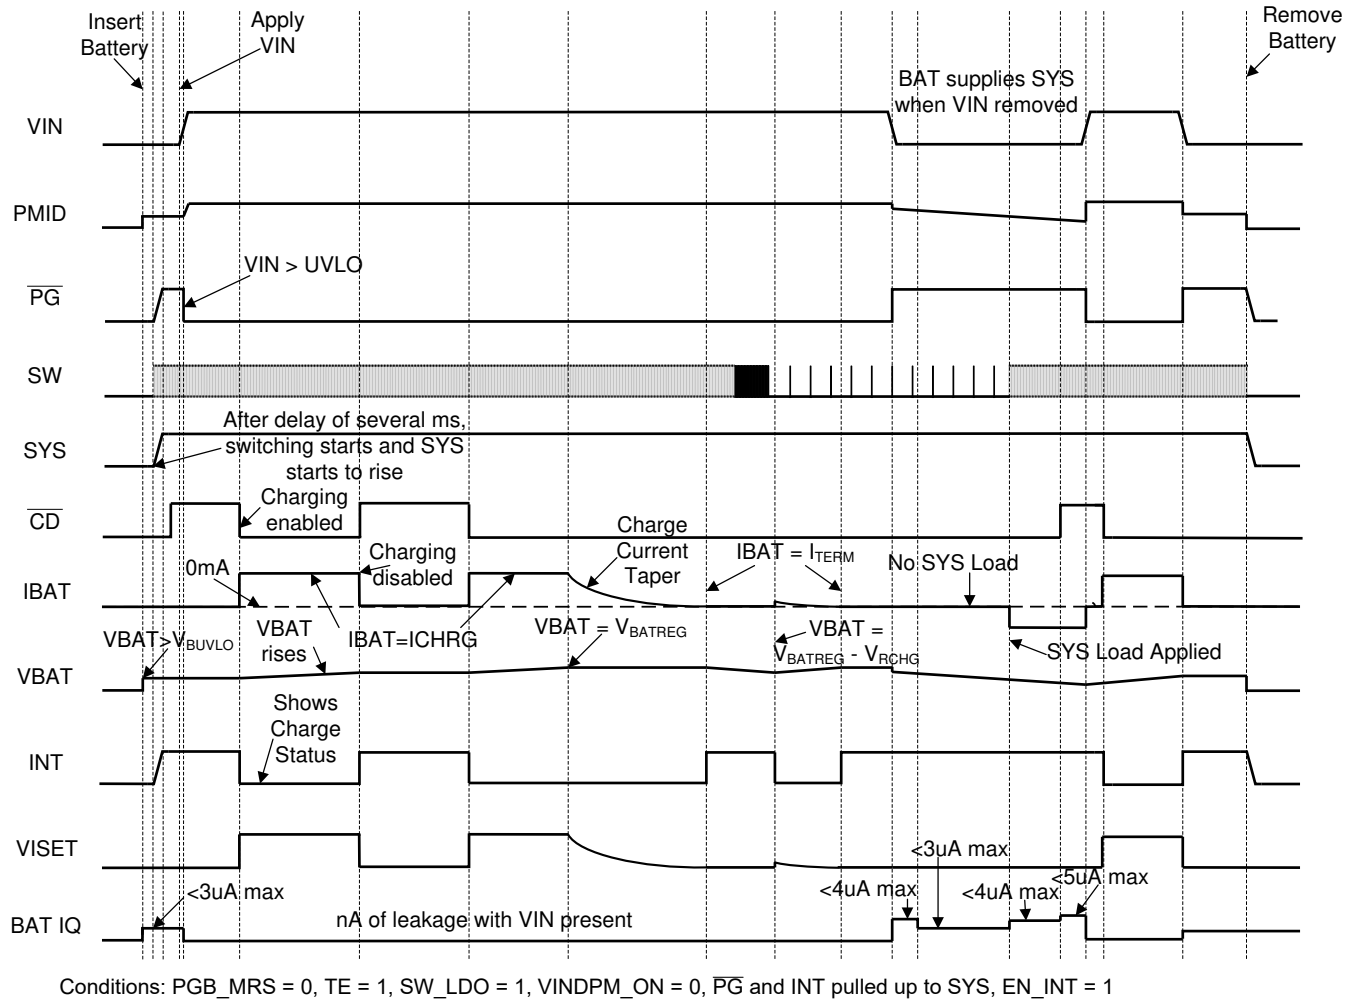 Insert
Battery
Apply
VIN
Remove
Battery
BAT supplies SYS
when VIN removed
VIN
PMID
VIN > UVLO
PG
SW
After delay of several ms,
switching starts and SYS
starts to rise
SYS
Charging
enabled
CD
Charge
Current
Taper
Charging
disabled
IBAT = ITERM
No SYS Load
0mA
IBAT
VBAT>VBUVLO
VBAT
rises
IBAT=ICHRG
VBAT = VBATREG
VBAT =
VBATREG - VRCHG
SYS Load Applied
VBAT
Shows
Charge
Status
INT
VISET
<3uA max
<3uA max
<4uA max
<4uA max
<5uA max
nA of leakage with VIN present
BAT IQ
Conditions: PGB_MRS = 0, TE = 1, SW_LDO = 1, VINDPM_ON = 0, PG and INT pulled up to SYS, EN_INT = 1